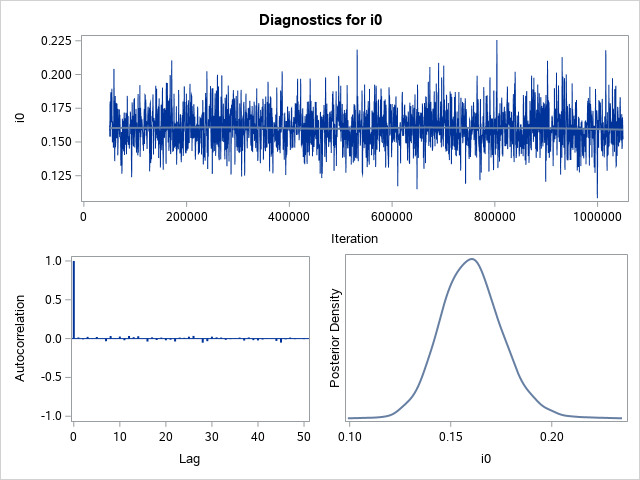 Diagnostics for i0
0.225
0.200
0.175
0.150
0.125
i0
0 200000 400000 600000 800000 1000000
Iteration
1.0
0.5
0.0
-0.5
-1.0
Autocorrelation
0 10 20 30 40 50
Lag
Posterior Density
0.10 0.15 0.20
i0